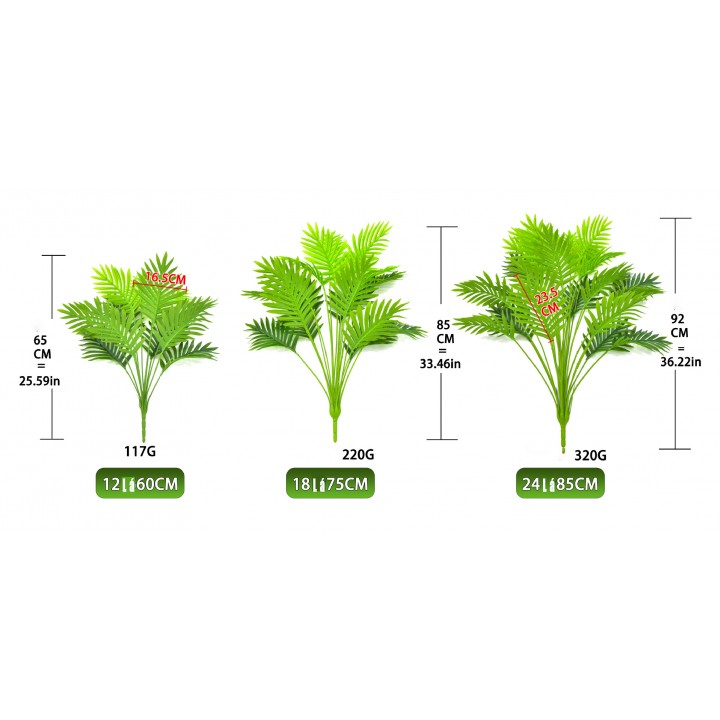 65
CM
=
25.59in
16.5CM
117G
12 60CM
85
CM
=
33.46in
220G
18 75CM
23.5
CM
92
CM
=
36.22in
320G
24 85CM